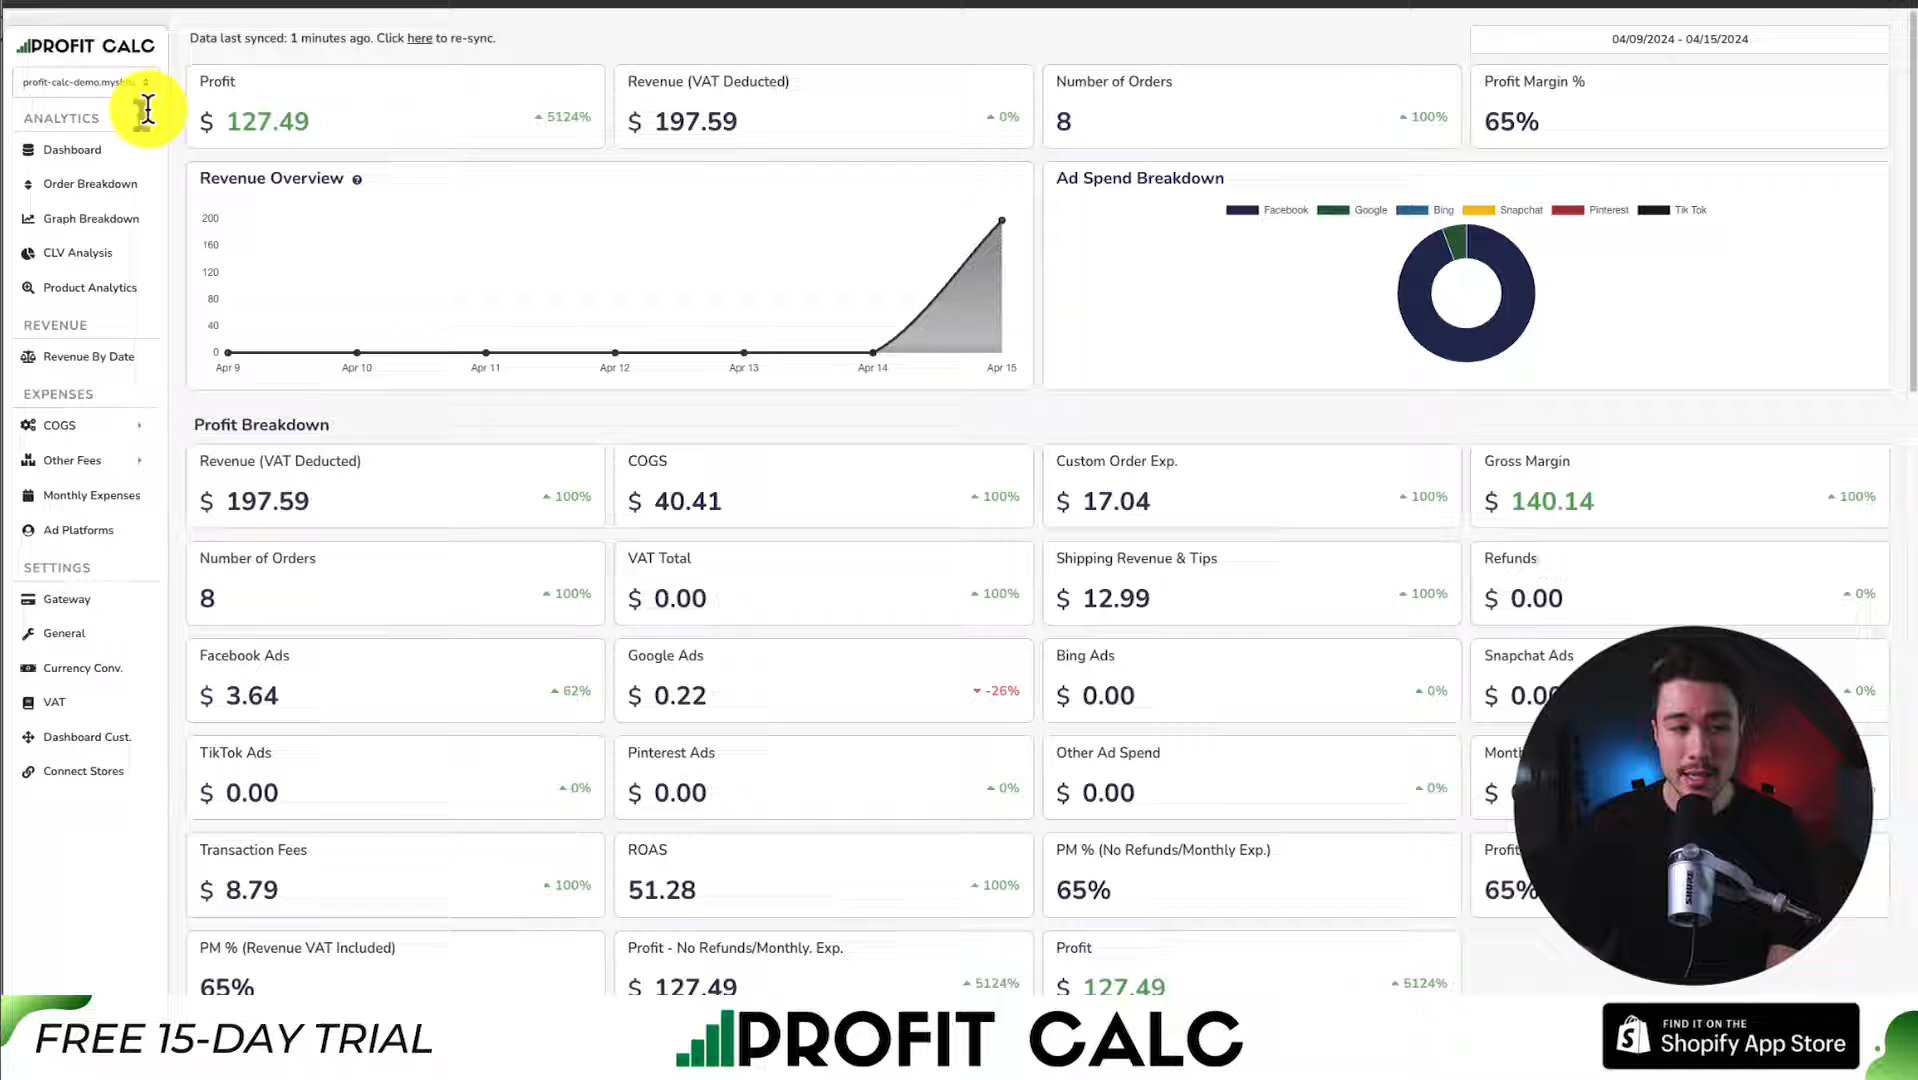 PROFIT CALC
Data last synced: 1 minutes ago. Click here to re-sync.
04/09/2024 - 04/15/2024
profit-calc-demo.mysh
ANALYTICS
Dashboard
Order Breakdown
Graph Breakdown
CLV Analysis
Product Analytics
REVENUE
Revenue By Date
EXPENSES
COGS
Other Fees
Monthly Expenses
Ad Platforms
SETTINGS
Gateway
General
Currency Conv.
VAT
Dashboard Cust.
Connect Stores
Profit
$ 127.49
5124%
Revenue (VAT Deducted)
$ 197.59
0%
Number of Orders
8
100%
Profit Margin %
65%
Revenue Overview
200
160
120
80
40
0
Apr 9 Apr 10 Apr 11 Apr 12 Apr 13 Apr 14 Apr 15
Ad Spend Breakdown
Facebook Google Bing Snapchat Pinterest Tik Tok
Profit Breakdown
Revenue (VAT Deducted)
$ 197.59
100%
COGS
$ 40.41
100%
Custom Order Exp.
$ 17.04
100%
Gross Margin
$ 140.14
100%
Number of Orders
8
100%
VAT Total
$ 0.00
100%
Shipping Revenue & Tips
$ 12.99
100%
Refunds
$ 0.00
0%
Facebook Ads
$ 3.64
62%
Google Ads
$ 0.22
-26%
Bing Ads
$ 0.00
0%
Snapchat Ads
$ 0.00
0%
TikTok Ads
$ 0.00
0%
Pinterest Ads
$ 0.00
0%
Other Ad Spend
$ 0.00
0%
Month
$
0%
Transaction Fees
$ 8.79
100%
ROAS
51.28
100%
PM % (No Refunds/Monthly Exp.)
65%
Profit
65%
PM % (Revenue VAT Included)
65%
Profit - No Refunds/Monthly. Exp.
$ 127.49
5124%
Profit
$ 127.49
5124%
SHURE
FREE 15-DAY TRIAL
PROFIT CALC
FIND IT ON THE
Shopify App Store